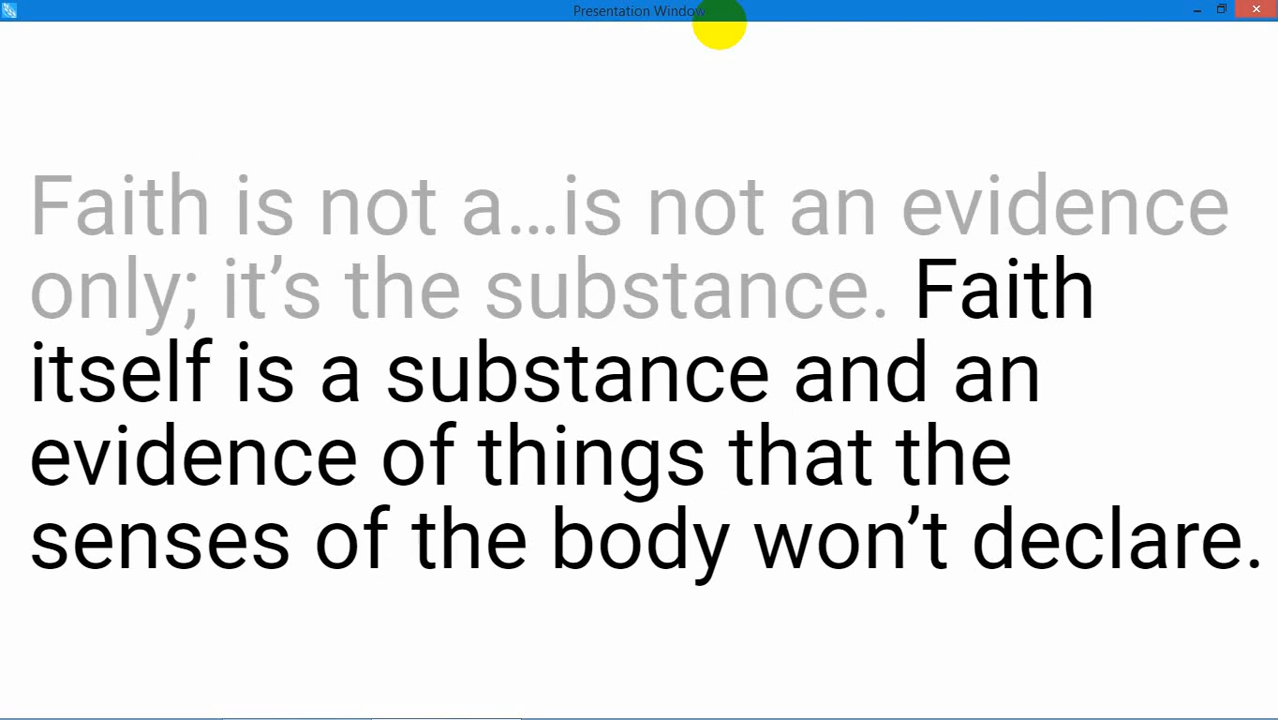 Presentation Window
Faith is not a…is not an evidence
only; it’s the substance. Faith
itself is a substance and an
evidence of things that the
senses of the body won’t declare.